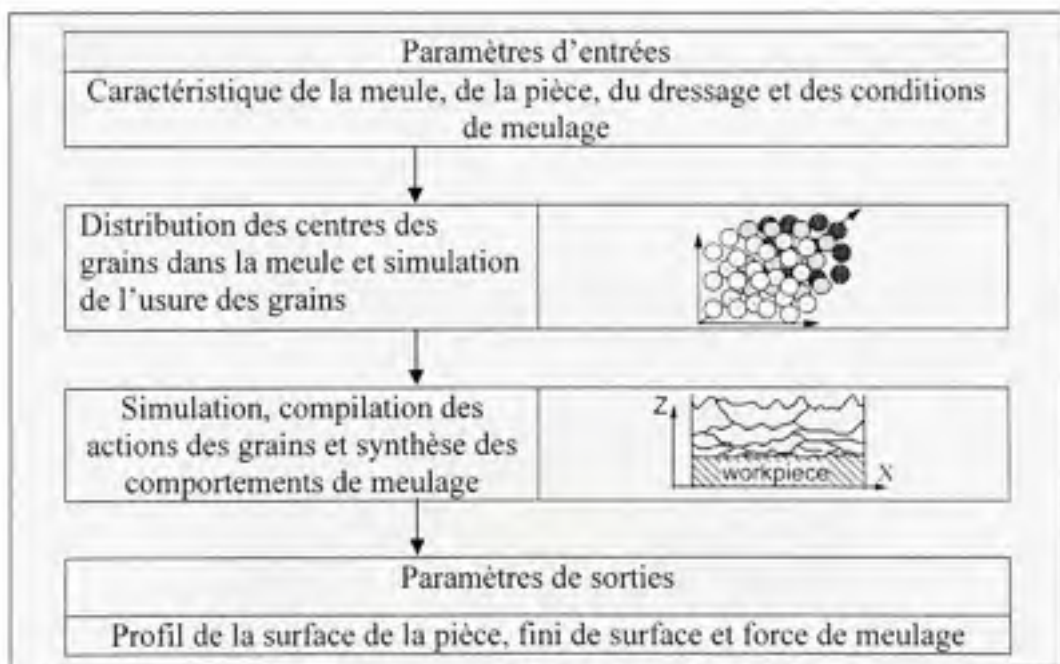 Paramètres d'entrées
Caractéristique de la meule, de la pièce, du dressage et des conditions
de meulage
Distribution des centres des
grains dans la meule et simulation
de l'usure des grains
Simulation, compilation des
actions des grains et synthèse des
comportements de meulage
Z
workpiece
X
Paramètres de sorties
Profil de la surface de la pièce, fini de surface et force de meulage